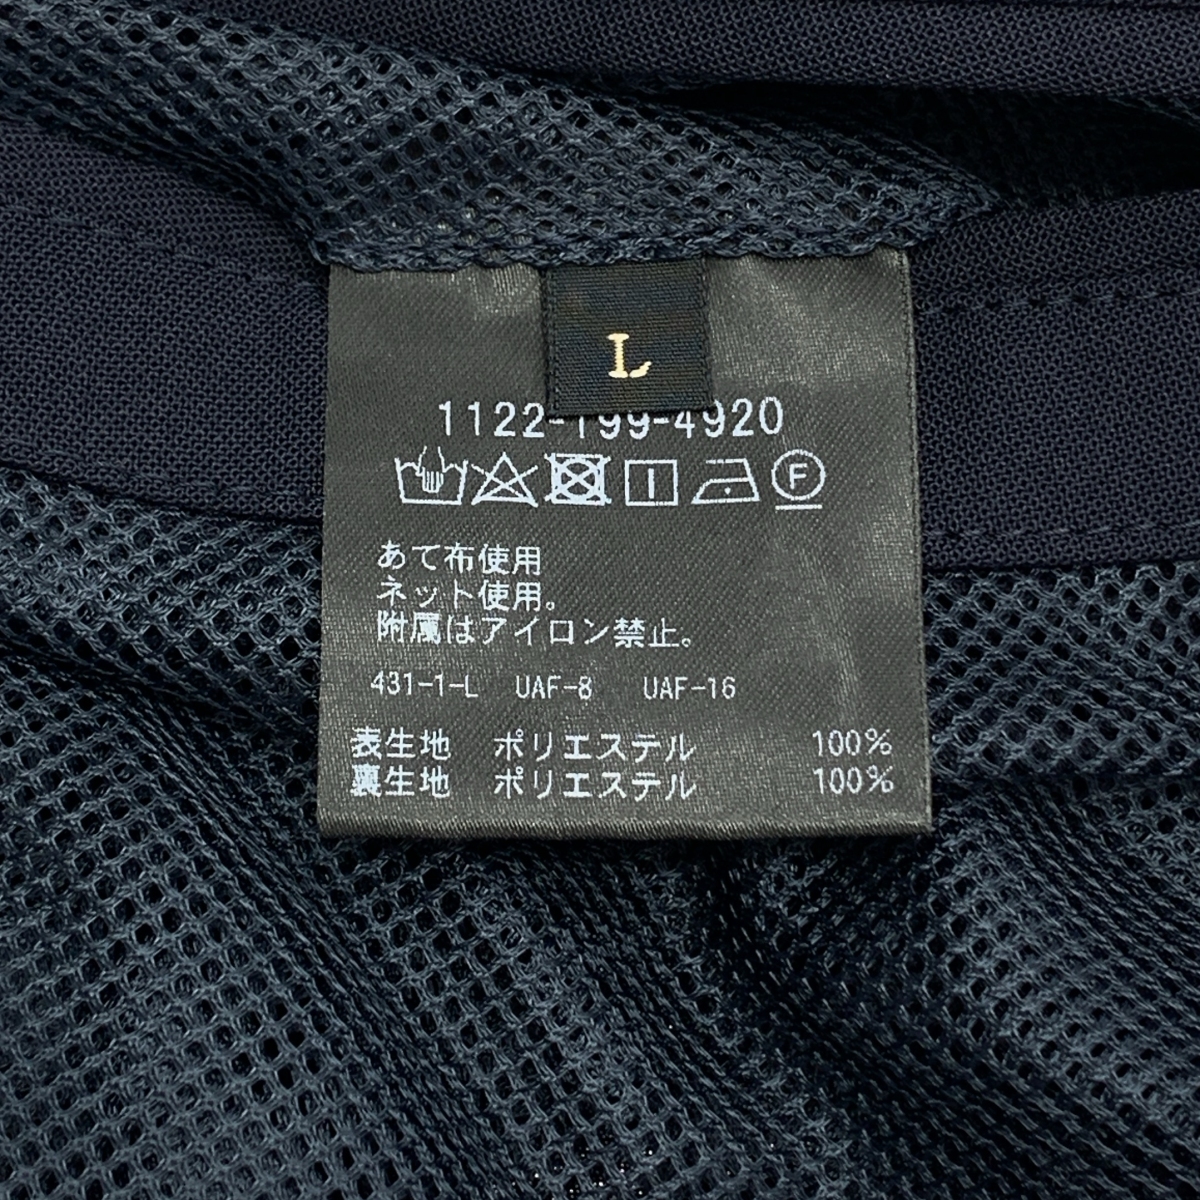 L
1122-199-4920
F
あて布使用
ネット使用。
附属はアイロン禁止。
431-1-L UAF-8 UAF-16
表生地 ポリエステル 100%
裏生地 ポリエステル 100%